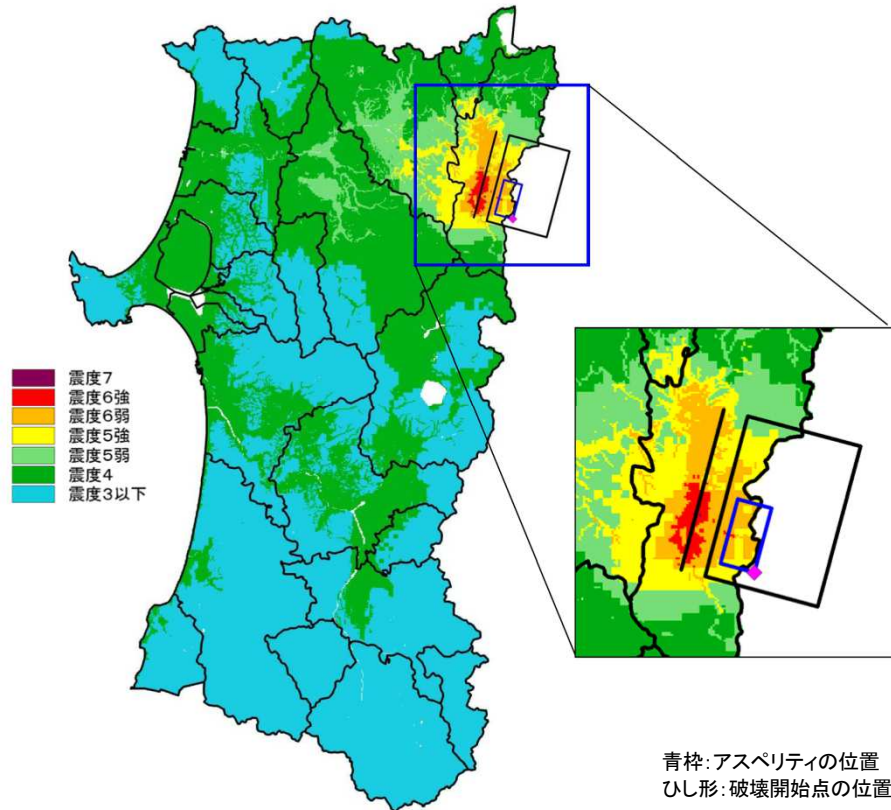 震度7
震度6強
震度6弱
震度5強
震度5弱
震度4
震度3以下
青枠:アスペリティの位置
ひし形:破壊開始点の位置